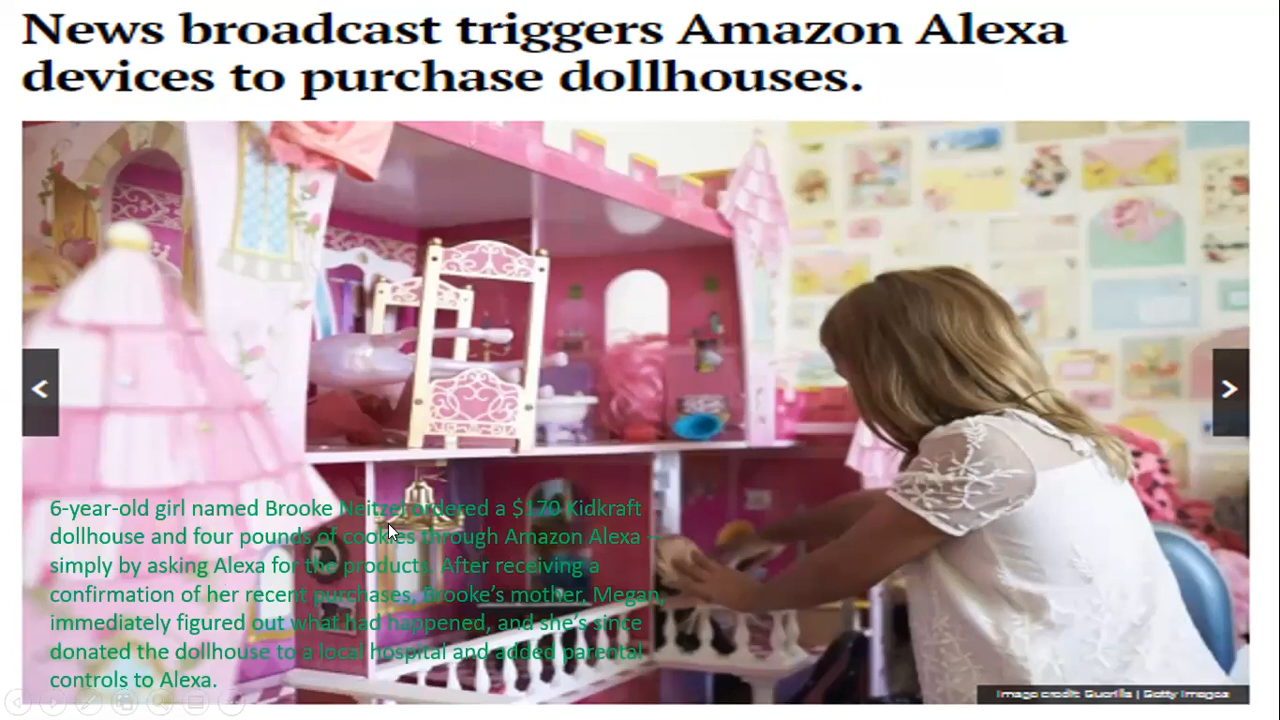 News broadcast triggers Amazon Alexa
devices to purchase dollhouses.
6-year-old girl named Brooke Neitzel ordered a $170 Kidkraft
dollhouse and four pounds of cookies through Amazon Alexa –
simply by asking Alexa for the products. After receiving a
confirmation of her recent purchases, Brooke’s mother, Megan,
immediately figured out what had happened, and she’s since
donated the dollhouse to a local hospital and added parental
controls to Alexa.
Image credit: Guerilla | Getty Images